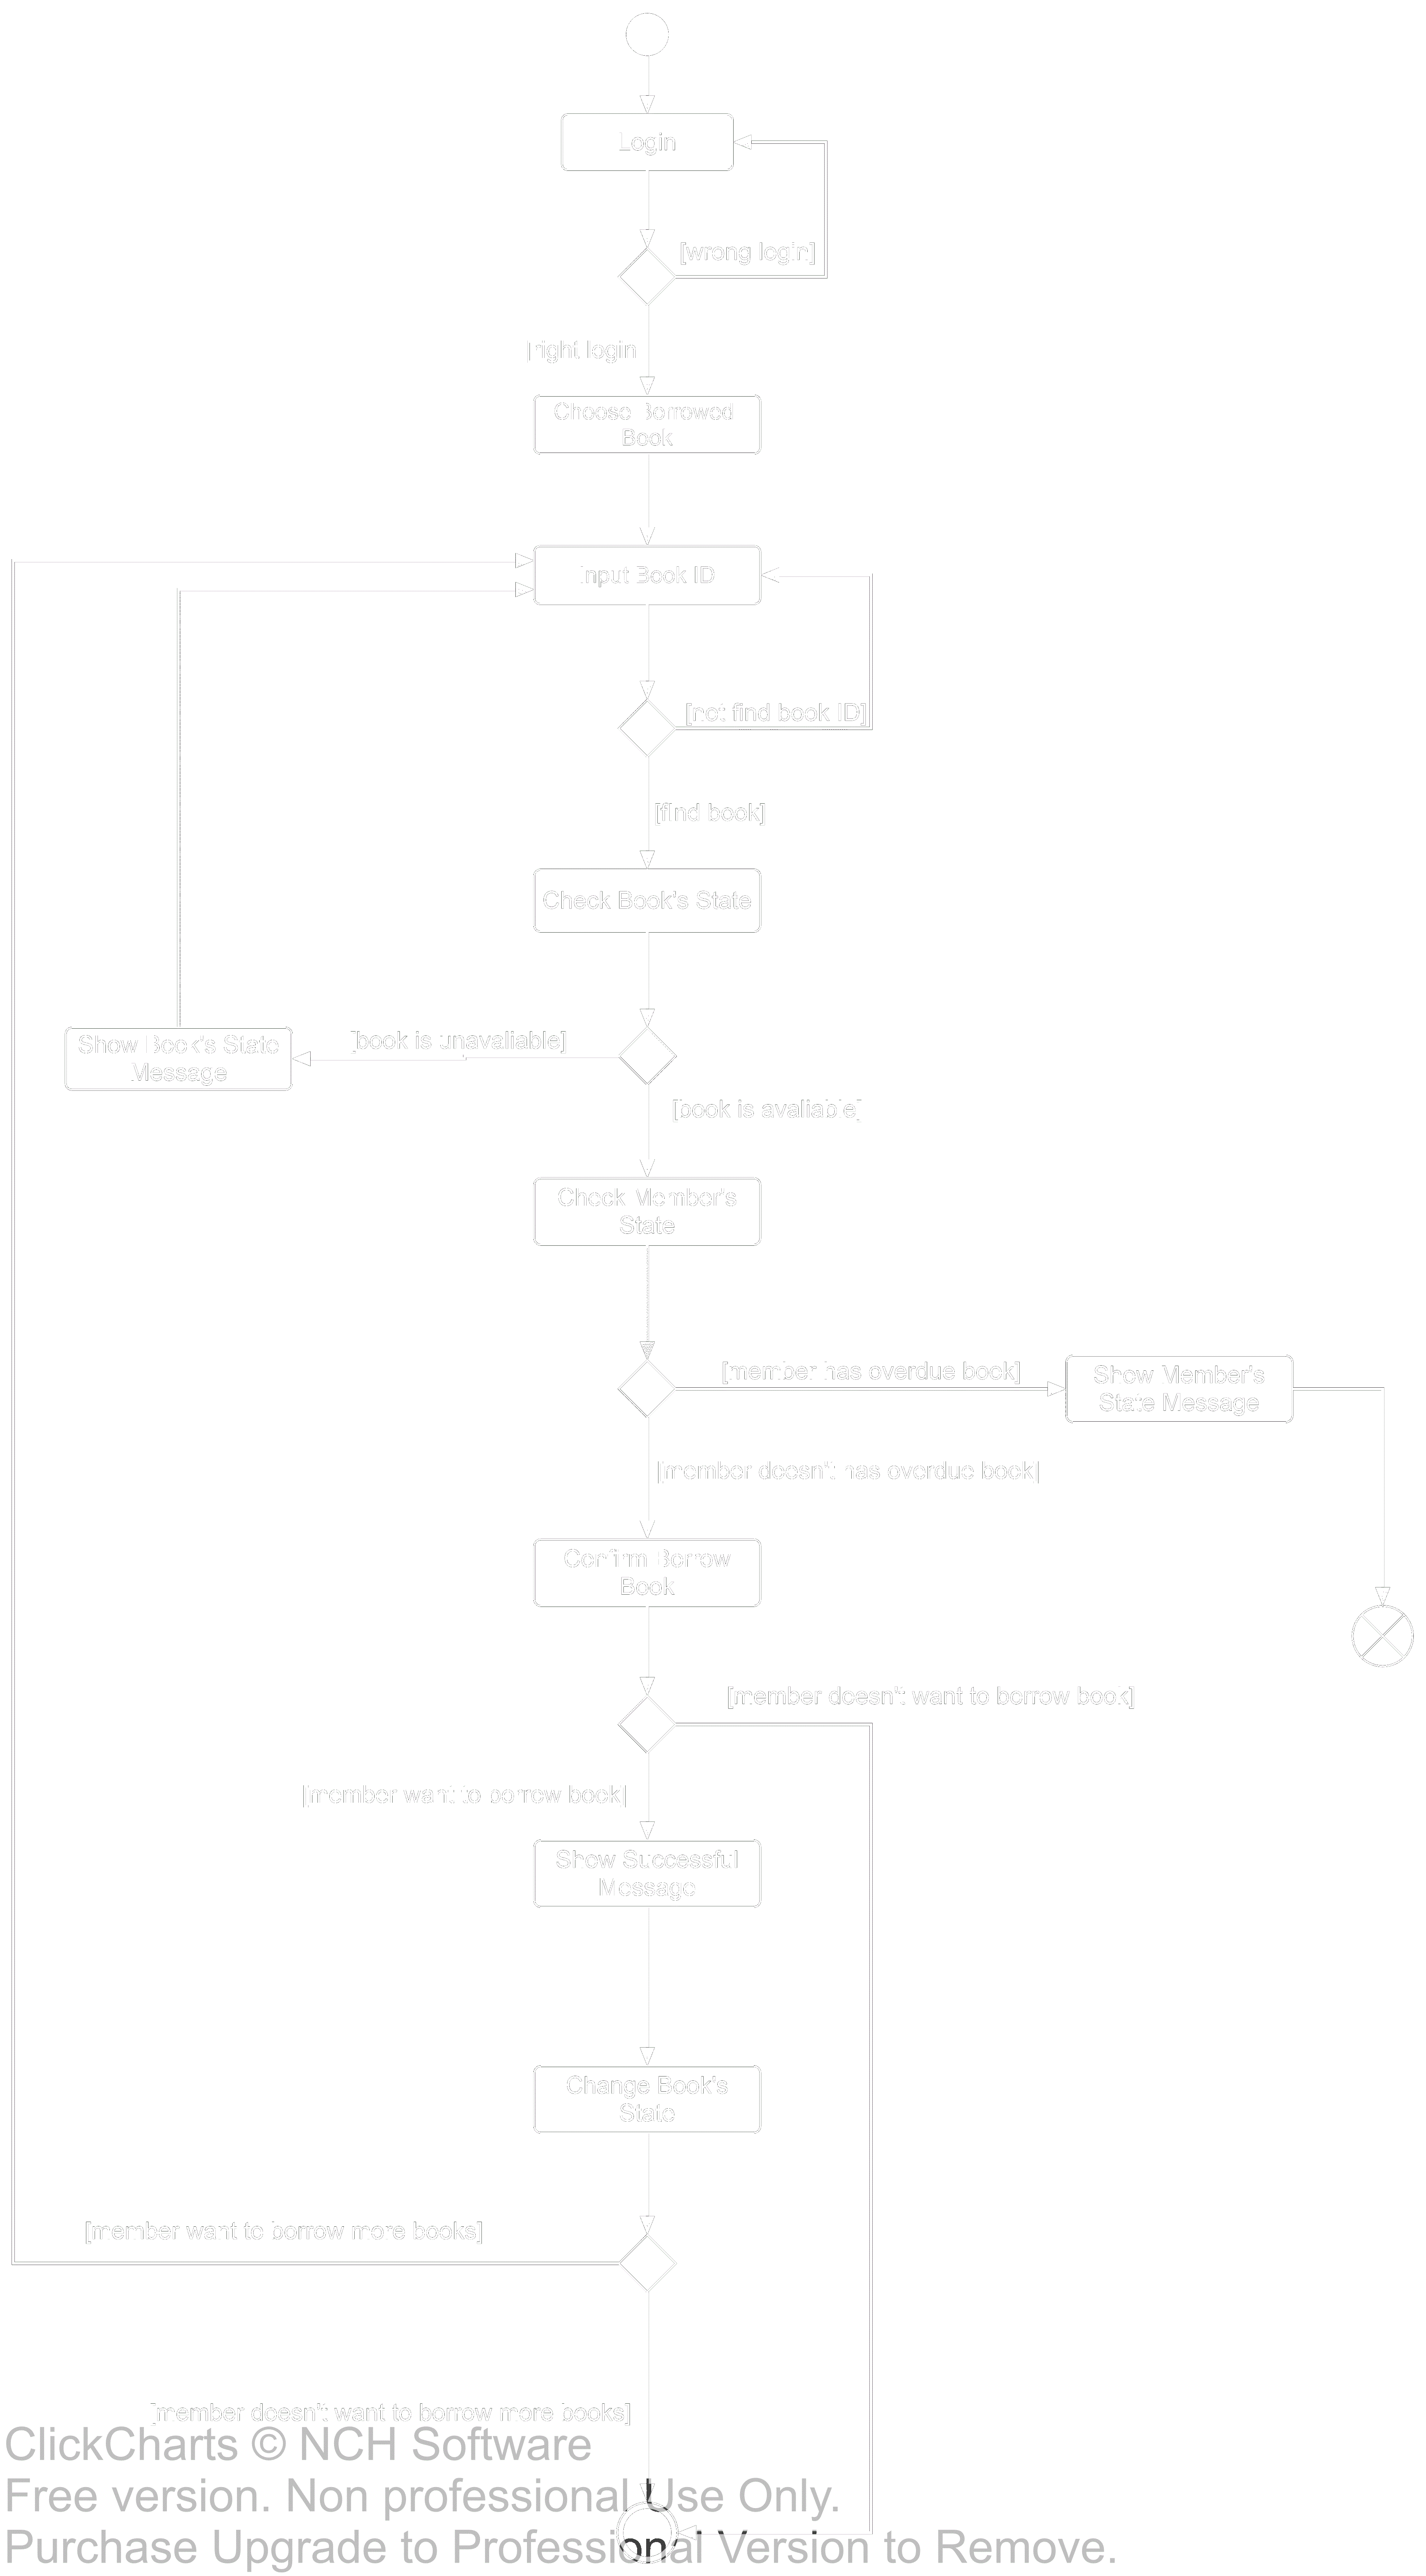 Login
[wrong login]
[right login
Choose Borrowed
Book
Input Book ID
[not find book ID]
[find book]
Check Book's State
[book is unavaliable]
Show Book's State
Message
[book is avaliable]
Check Member's
State
[member has overdue book]
Show Member's
State Message
[member doesn't has overdue book]
Confirm Borrow
Book
[member doesn't want to borrow book]
[member want to borrow book]
Show Successful
Message
Change Book's
State
[member want to borrow more books]
[member doesn't want to borrow more books]
ClickCharts © NCH Software
Free version. Non professional Use Only.
Purchase Upgrade to Professional Version to Remove.